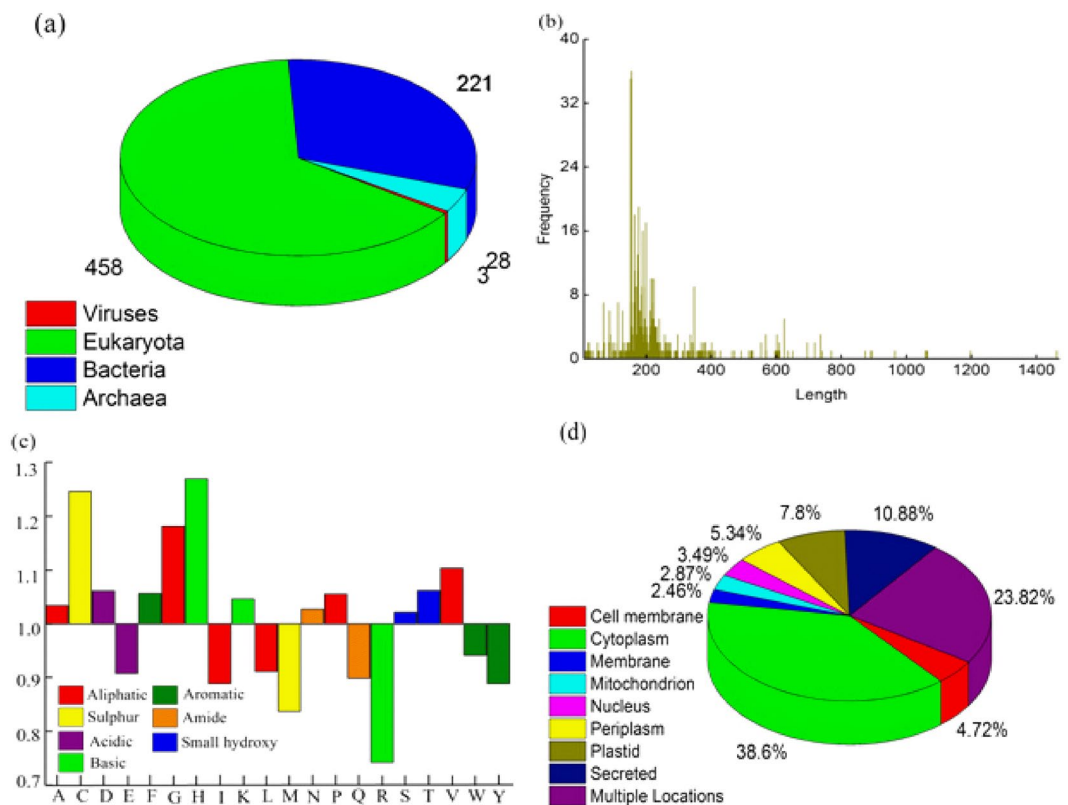 (a)
221
28
3
458
Viruses
Eukaryota
Bacteria
Archaea
(b)
40
32
24
16
8
0
Frequency
200 400 600 800 1000 1200 1400
Length
(c)
1.3
1.2
1.1
1.0
0.9
0.8
0.7
Aliphatic
Sulphur
Acidic
Basic
Aromatic
Amide
Small hydroxy
A C D E F G H I K L M N P Q R S T V W Y
(d)
7.8%
10.88%
5.34%
3.49%
2.87%
2.46%
23.82%
4.72%
38.6%
Cell membrane
Cytoplasm
Membrane
Mitochondrion
Nucleus
Periplasm
Plastid
Secreted
Multiple Locations